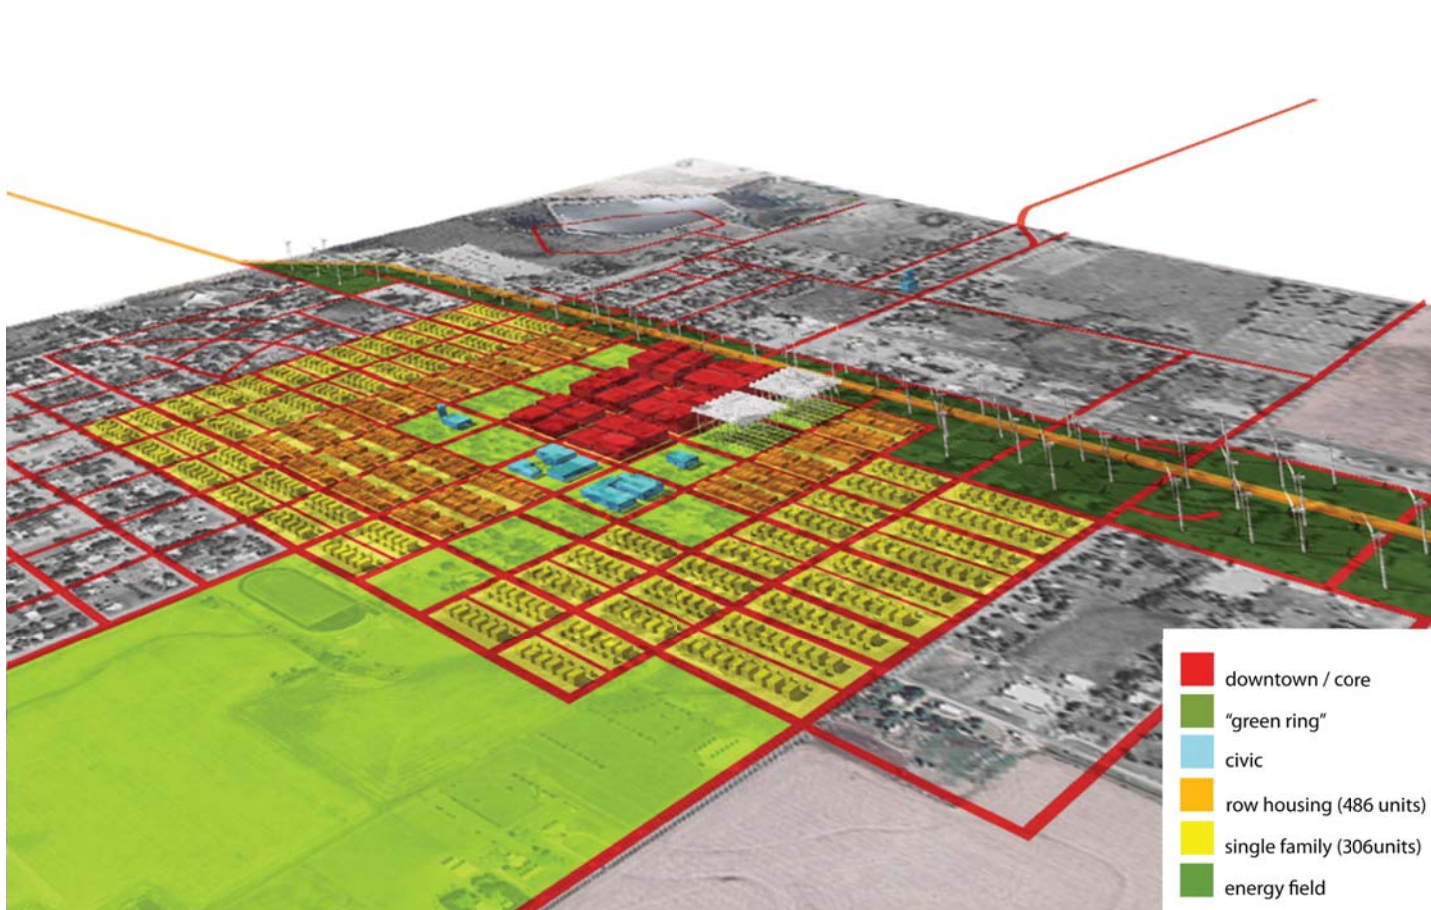 downtown / core
“green ring”
civic
row housing (486 units)
single family (306units)
energy field